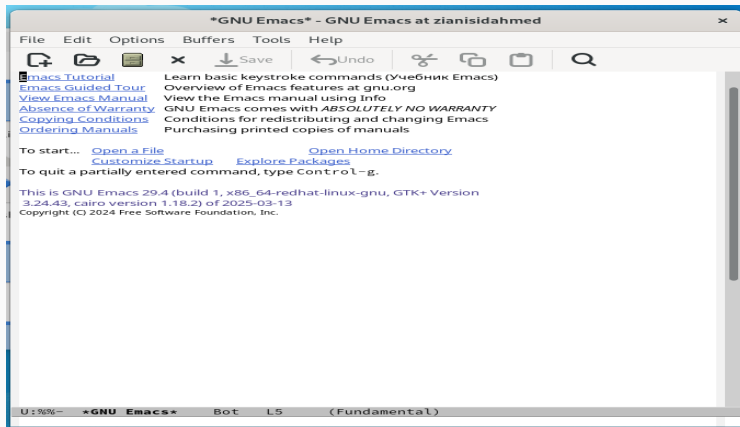 *GNU Emacs* - GNU Emacs at zianisidahmed
File Edit Options Buffers Tools Help
Save Undo
Emacs Tutorial Learn basic keystroke commands (Учебник Emacs)
Emacs Guided Tour Overview of Emacs features at gnu.org
View Emacs Manual View the Emacs manual using Info
Absence of Warranty GNU Emacs comes with ABSOLUTELY NO WARRANTY
Copying Conditions Conditions for redistributing and changing Emacs
Ordering Manuals Purchasing printed copies of manuals
To start... Open a File Open Home Directory
Customize Startup Explore Packages
To quit a partially entered command, type Control-g.
This is GNU Emacs 29.4 (build 1, x86_64-redhat-linux-gnu, GTK+ Version
3.24.43, cairo version 1.18.2) of 2025-03-13
Copyright (C) 2024 Free Software Foundation, Inc.
U:%%- *GNU Emacs* Bot L5 (Fundamental)